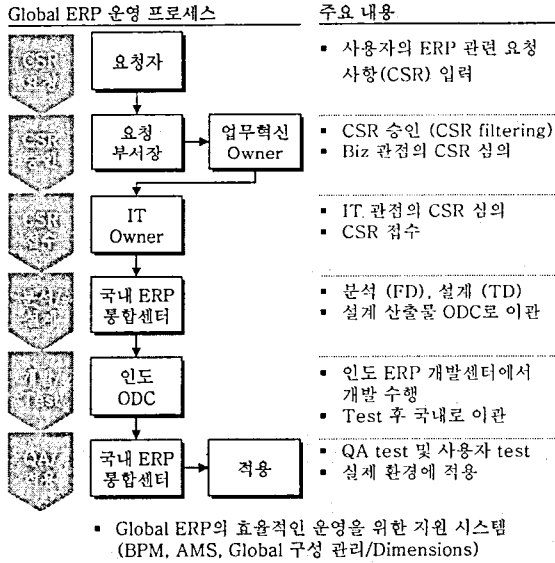 Global ERP 운영 프로세스
주요 내용
CSR
요청자
▪ 사용자의 ERP 관련 요청
사항(CSR) 입력
CSR
요청
부서장
업무혁신
Owner
▪ CSR 승인 (CSR filtering)
▪ Biz 관점의 CSR 심의
CSR
IT
Owner
▪ IT 관점의 CSR 심의
▪ CSR 접수
국내 ERP
통합센터
▪ 분석 (FD), 설계 (TD)
▪ 설계 산출물 ODC로 이관
Test
인도
ODC
▪ 인도 ERP 개발센터에서
개발 수행
▪ Test 후 국내로 이관
QA/
국내 ERP
통합센터
적용
▪ QA test 및 사용자 test
▪ 실제 환경에 적용
▪ Global ERP의 효율적인 운영을 위한 지원 시스템
(BPM, AMS, Global 구성 관리/Dimensions)